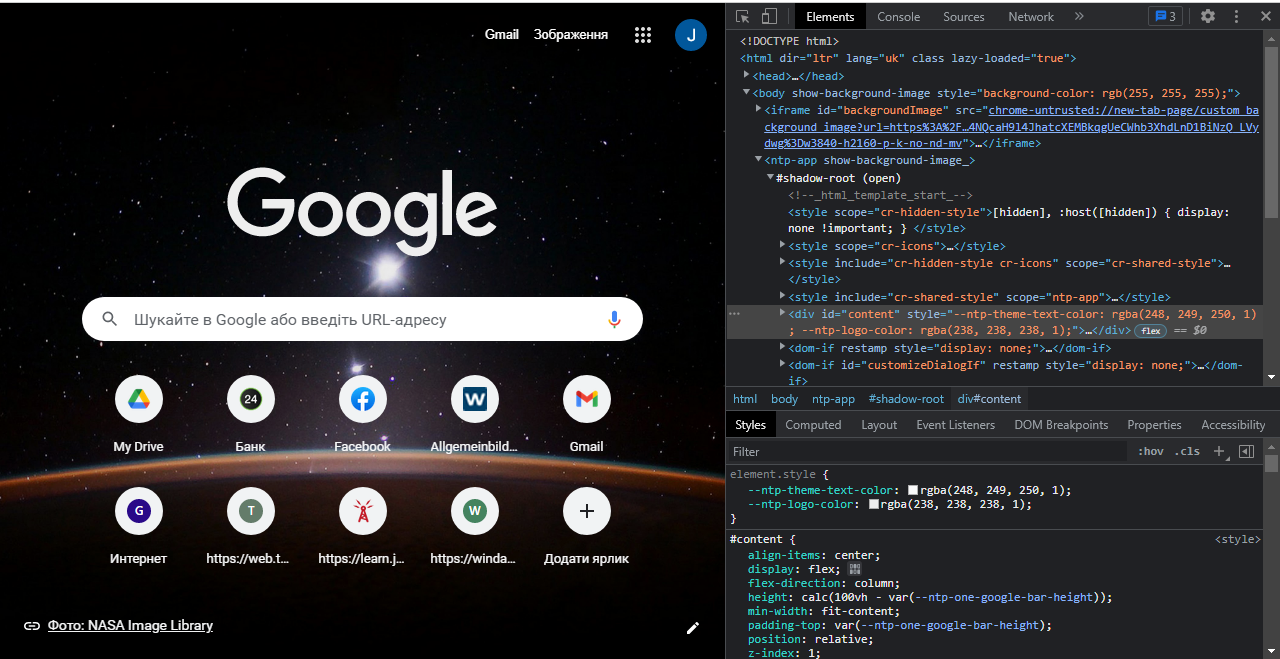 Gmail Зображення J
Google
Шукайте в Google або введіть URL-адресу
24
My Drive Банк Facebook Allgemeinbild... Gmail
G T W
Интернет https://web.t... https://learn.j... https://winda... Додати ярлик
Фото: NASA Image Library
Elements Console Sources Network » 3
<!DOCTYPE html>
<html dir="ltr" lang="uk" class lazy-loaded="true">
<head>…</head>
<body show-background-image style="background-color: rgb(255, 255, 255);">
<iframe id="backgroundImage" src="chrome-untrusted://new-tab-page/custom_ba
ckground_image?url=https%3A%2F…4NQcaH9l4JhatcXEMBkqgUeCWhb3XhdLnD1BiNzQ_LVy
dwg%3Dw3840-h2160-p-k-no-nd-mv">…</iframe>
<ntp-app show-background-image_>
#shadow-root (open)
<!--_html_template_start_-->
<style scope="cr-hidden-style">[hidden], :host([hidden]) { display:
none !important; } </style>
<style scope="cr-icons">…</style>
<style include="cr-hidden-style cr-icons" scope="cr-shared-style">…
</style>
<style include="cr-shared-style" scope="ntp-app">…</style>
<div id="content" style="--ntp-theme-text-color: rgba(248, 249, 250, 1)
; --ntp-logo-color: rgba(238, 238, 238, 1);">…</div> flex == $0
<dom-if restamp style="display: none;">…</dom-if>
<dom-if id="customizeDialogIf" restamp style="display: none;">…</dom-
if>
html body ntp-app #shadow-root div#content
Styles Computed Layout Event Listeners DOM Breakpoints Properties Accessibility
Filter :hov .cls +
element.style {
--ntp-theme-text-color: rgba(248, 249, 250, 1);
--ntp-logo-color: rgba(238, 238, 238, 1);
}
#content { <style>
align-items: center;
display: flex;
flex-direction: column;
height: calc(100vh - var(--ntp-one-google-bar-height));
min-width: fit-content;
padding-top: var(--ntp-one-google-bar-height);
position: relative;
z-index: 1;